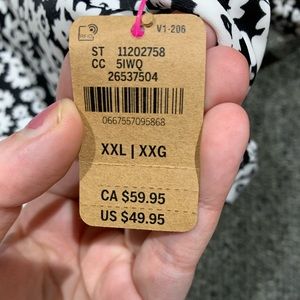 V1-206
ST 11202758
CC 5IWQ
26537504
0667557095868
XXL | XXG
CA $59.95
US $49.95